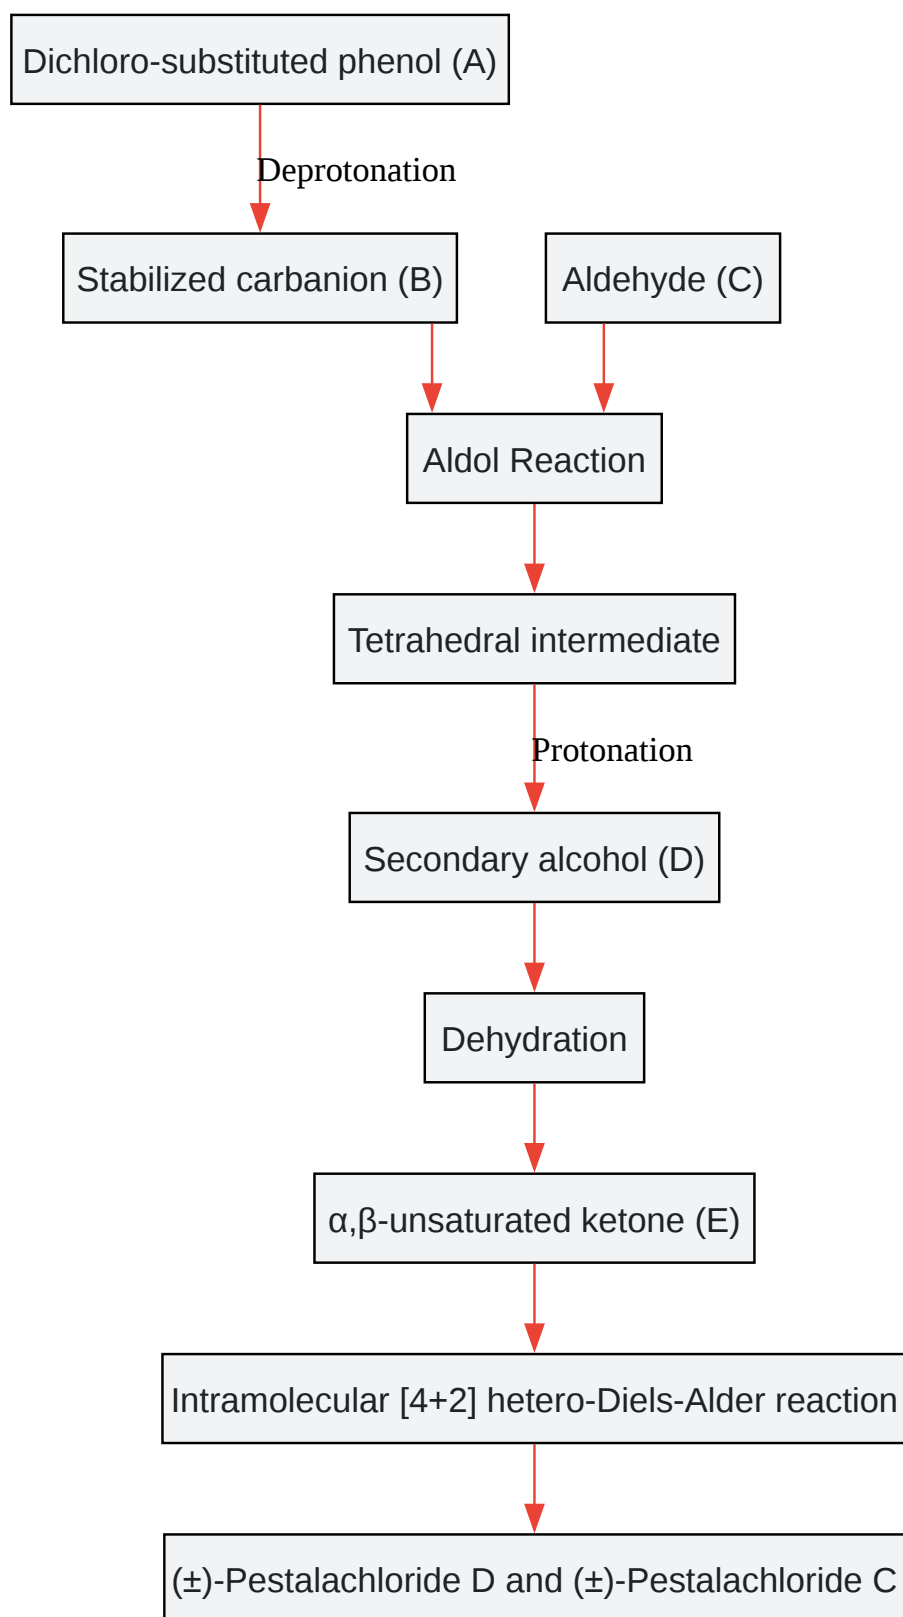 Dichloro-substituted phenol (A)
Deprotonation
Stabilized carbanion (B)
Aldehyde (C)
Aldol Reaction
Tetrahedral intermediate
Protonation
Secondary alcohol (D)
Dehydration
α,β-unsaturated ketone (E)
Intramolecular [4+2] hetero-Diels-Alder reaction
(±)-Pestalachloride D and (±)-Pestalachloride C